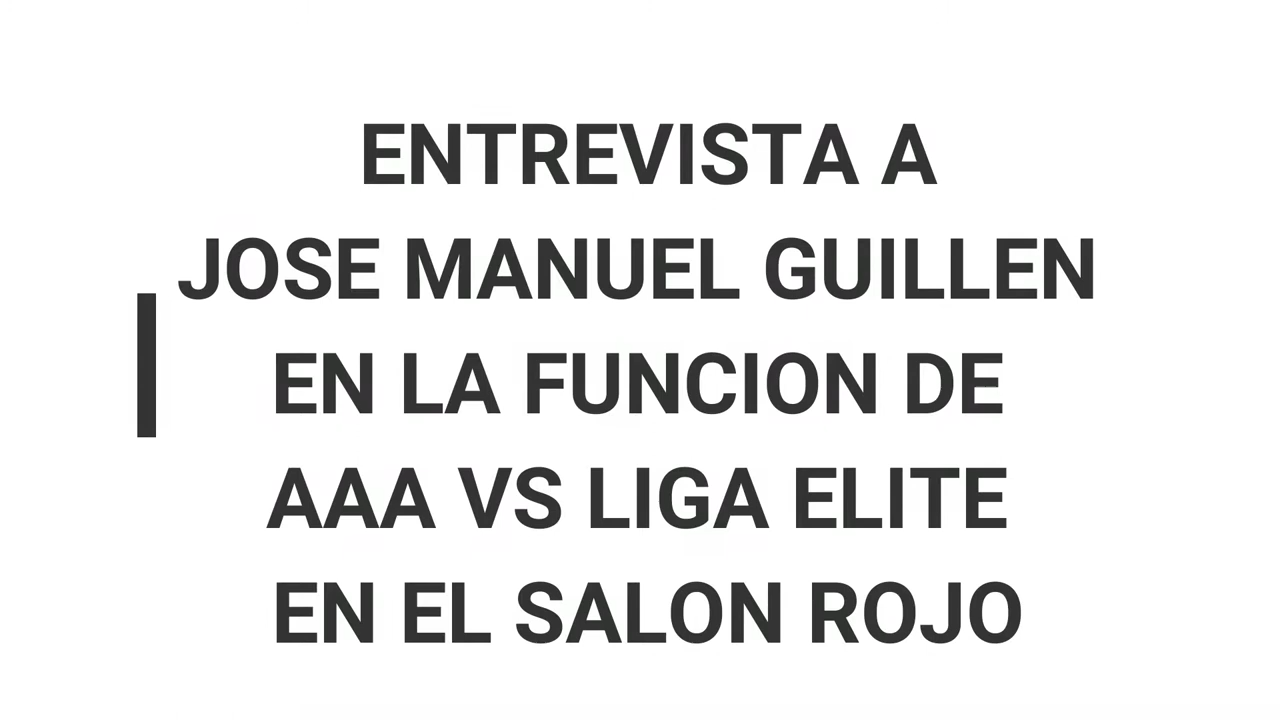 ENTREVISTA A
JOSE MANUEL GUILLEN
EN LA FUNCION DE
AAA VS LIGA ELITE
EN EL SALON ROJO